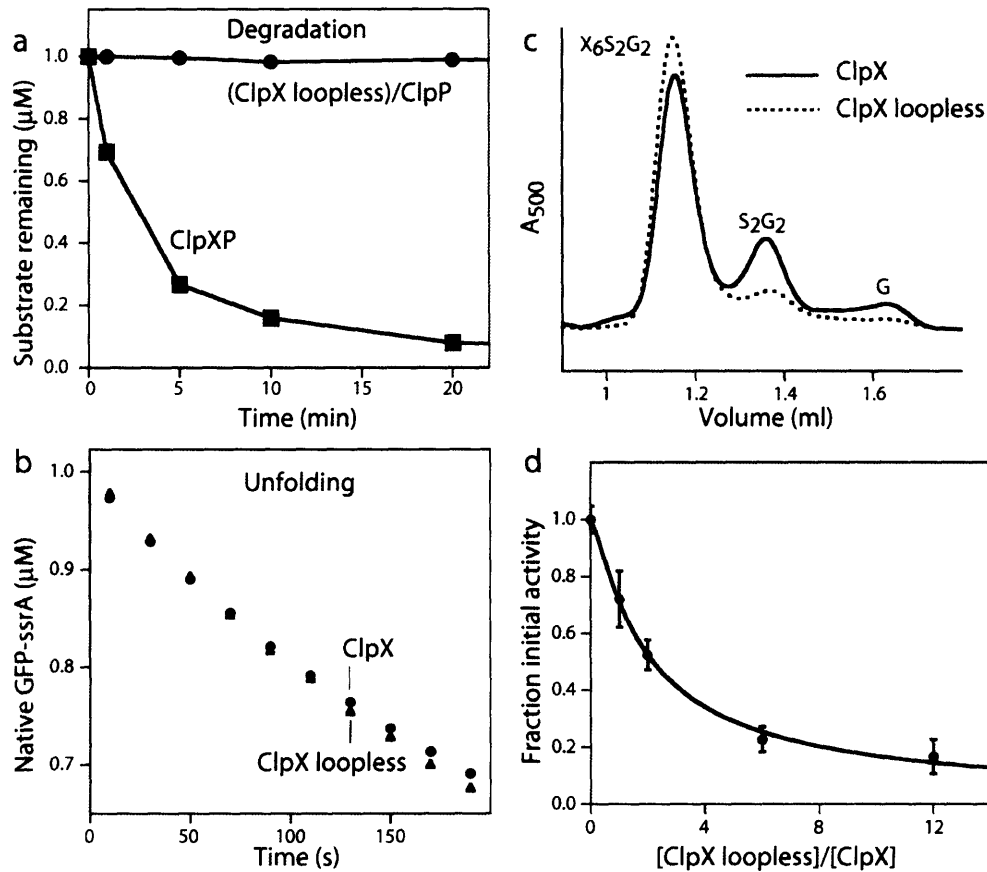 a
Degradation
(ClpX loopless)/ClpP
ClpXP
Substrate remaining (µM)
1.0
0.8
0.6
0.4
0.2
0.0
0
5
10
15
20
Time (min)
c
X6S2G2
ClpX
ClpX loopless
S2G2
G
A500
1
1.2
1.4
1.6
Volume (ml)
b
Unfolding
ClpX
ClpX loopless
Native GFP-ssrA (µM)
1.0
0.9
0.8
0.7
0
50
100
150
Time (s)
d
Fraction initial activity
1.0
0.8
0.6
0.4
0.2
0.0
0
4
8
12
[ClpX loopless]/[ClpX]